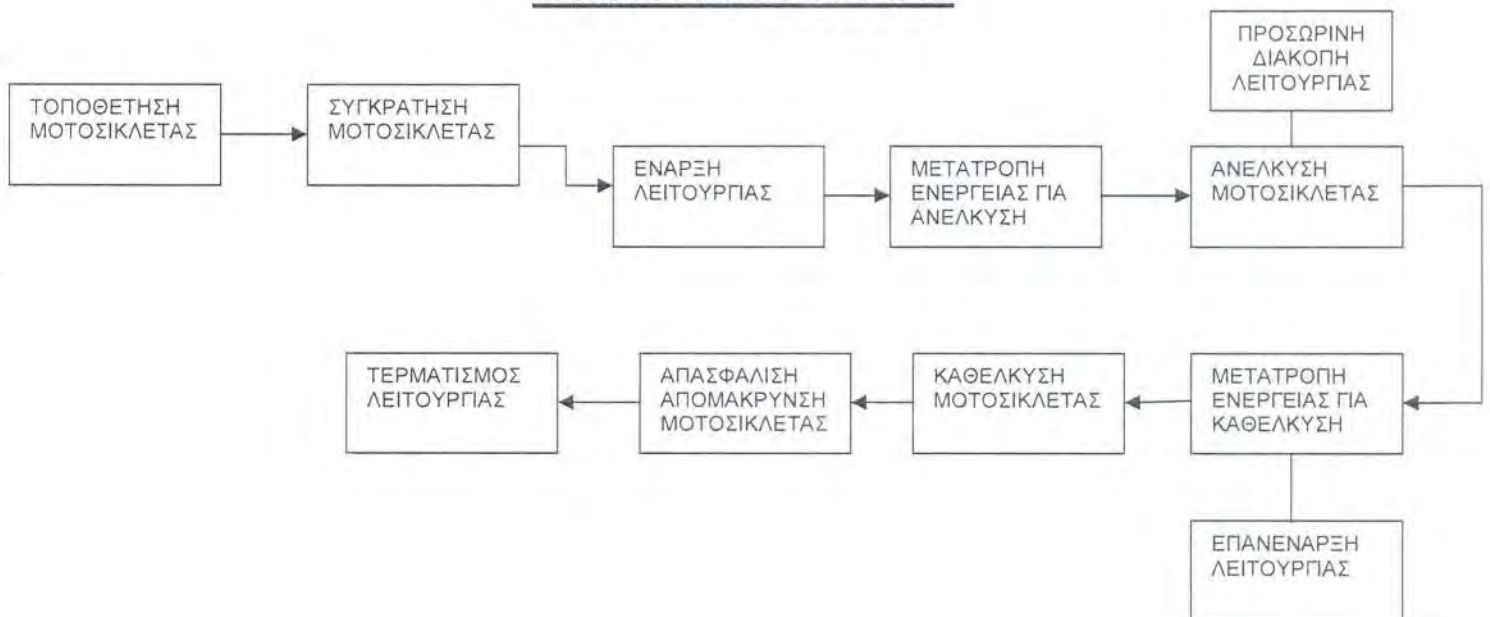 ΠΡΟΣΩΡΙΝΗ
ΔΙΑΚΟΠΗ
ΛΕΙΤΟΥΡΓΙΑΣ
ΤΟΠΟΘΕΤΗΣΗ
ΜΟΤΟΣΙΚΛΕΤΑΣ
ΣΥΓΚΡΑΤΗΣΗ
ΜΟΤΟΣΙΚΛΕΤΑΣ
ΕΝΑΡΞΗ
ΛΕΙΤΟΥΡΓΙΑΣ
ΜΕΤΑΤΡΟΠΗ
ΕΝΕΡΓΕΙΑΣ ΓΙΑ
ΑΝΕΛΚΥΣΗ
ΑΝΕΛΚΥΣΗ
ΜΟΤΟΣΙΚΛΕΤΑΣ
ΤΕΡΜΑΤΙΣΜΟΣ
ΛΕΙΤΟΥΡΓΙΑΣ
ΑΠΑΣΦΑΛΙΣΗ
ΑΠΟΜΑΚΡΥΝΣΗ
ΜΟΤΟΣΙΚΛΕΤΑΣ
ΚΑΘΕΛΚΥΣΗ
ΜΟΤΟΣΙΚΛΕΤΑΣ
ΜΕΤΑΤΡΟΠΗ
ΕΝΕΡΓΕΙΑΣ ΓΙΑ
ΚΑΘΕΛΚΥΣΗ
ΕΠΑΝΕΝΑΡΞΗ
ΛΕΙΤΟΥΡΓΙΑΣ